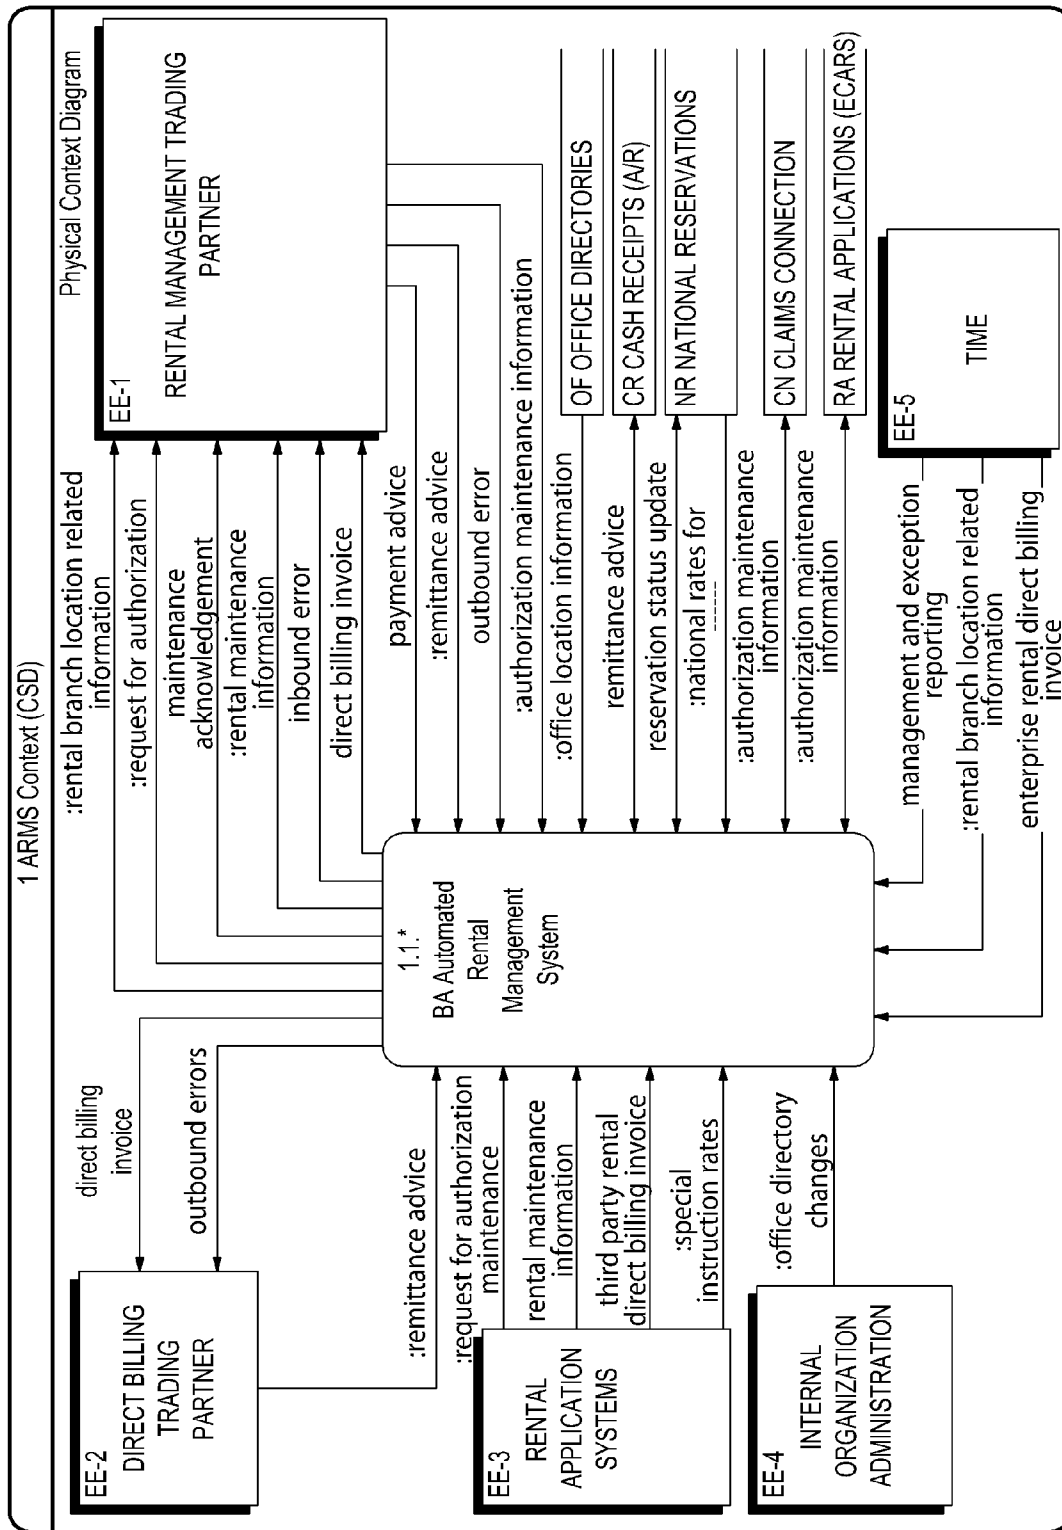 1 ARMS Context (CSD)
Physical Context Diagram
EE-2
DIRECT BILLING
TRADING
PARTNER
direct billing
invoice
outbound errors
:remittance advice
:rental branch location related
information
:request for authorization
maintenance
acknowledgement
:rental maintenance
information
inbound error
direct billing invoice
EE-1
RENTAL MANAGEMENT TRADING
PARTNER
payment advice
:remittance advice
outbound error
:authorization maintenance information
1.1.*
BA Automated
Rental
Management
System
EE-3
RENTAL
APPLICATION
SYSTEMS
:request for authorization
maintenance
rental maintenance
information
third party rental
direct billing invoice
:special
instruction rates
:office location information
OF OFFICE DIRECTORIES
remittance advice
CR CASH RECEIPTS (A/R)
reservation status update
NR NATIONAL RESERVATIONS
:national rates for
------
:authorization maintenance
information
CN CLAIMS CONNECTION
:authorization maintenance
information
RA RENTAL APPLICATIONS (ECARS)
EE-4
INTERNAL
ORGANIZATION
ADMINISTRATION
:office directory
changes
management and exception
reporting
:rental branch location related
information
enterprise rental direct billing
invoice
EE-5
TIME